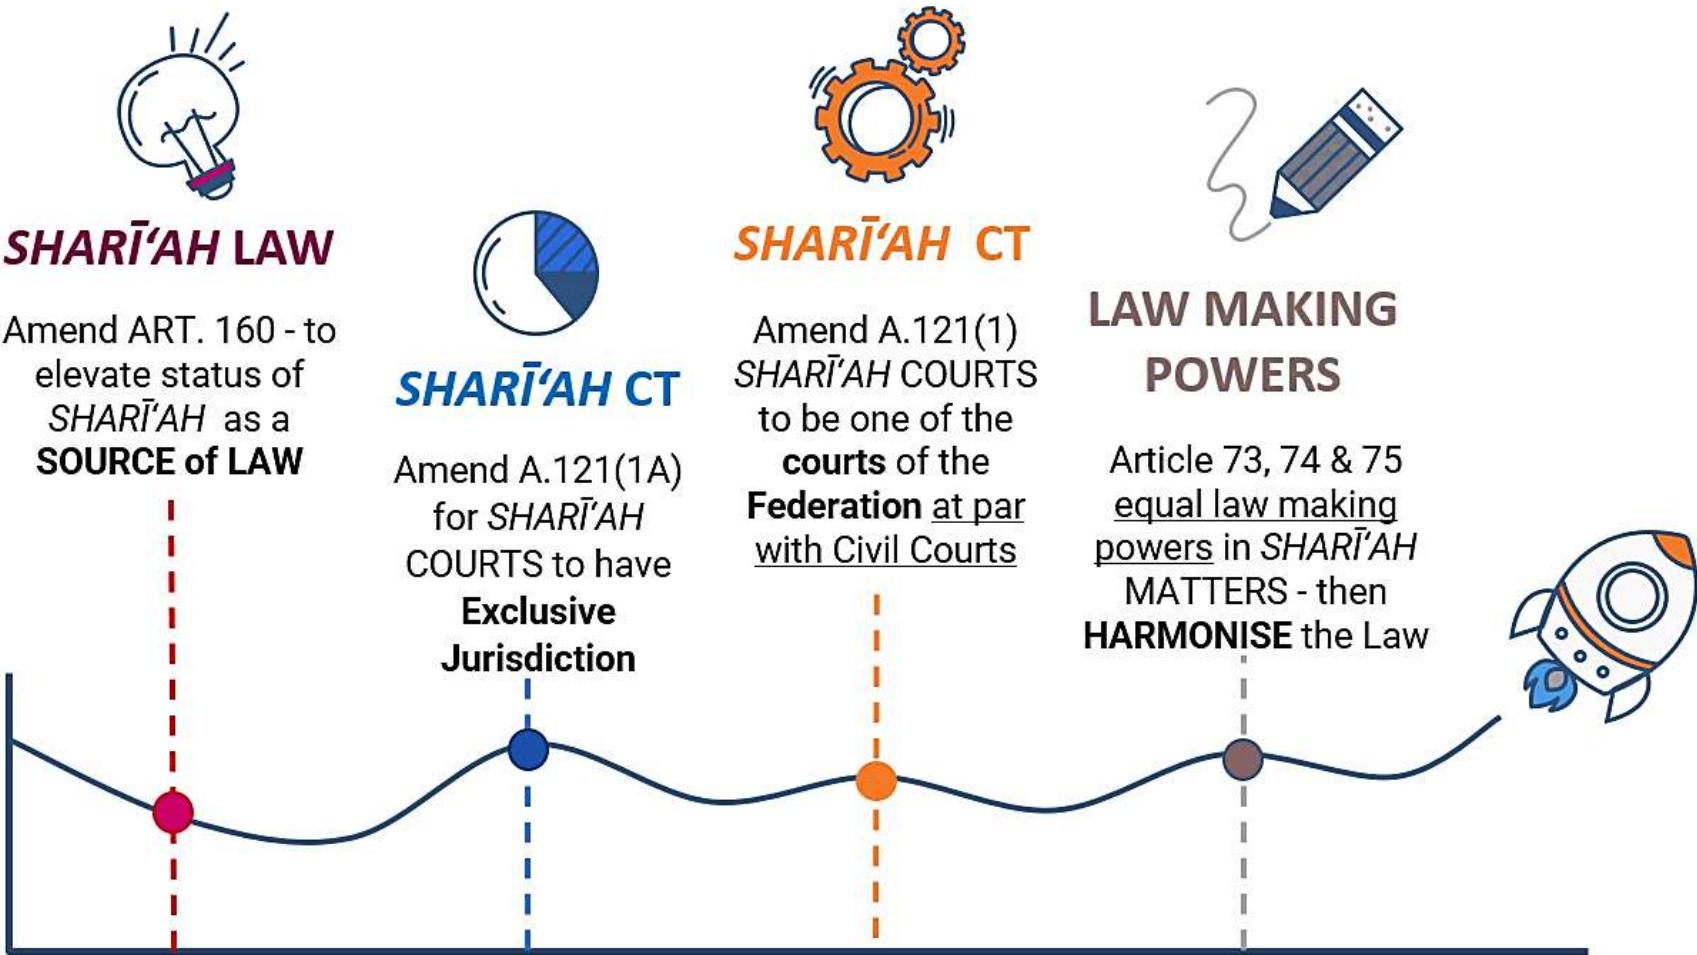 SHARĪ‘AH LAW
Amend ART. 160 - to
elevate status of
SHARĪ’AH as a
SOURCE of LAW
SHARĪ‘AH CT
Amend A.121(1A)
for SHARĪ’AH
COURTS to have
Exclusive
Jurisdiction
SHARĪ‘AH CT
Amend A.121(1)
SHARĪ’AH COURTS
to be one of the
courts of the
Federation at par
with Civil Courts
LAW MAKING
POWERS
Article 73, 74 & 75
equal law making
powers in SHARĪ’AH
MATTERS - then
HARMONISE the Law